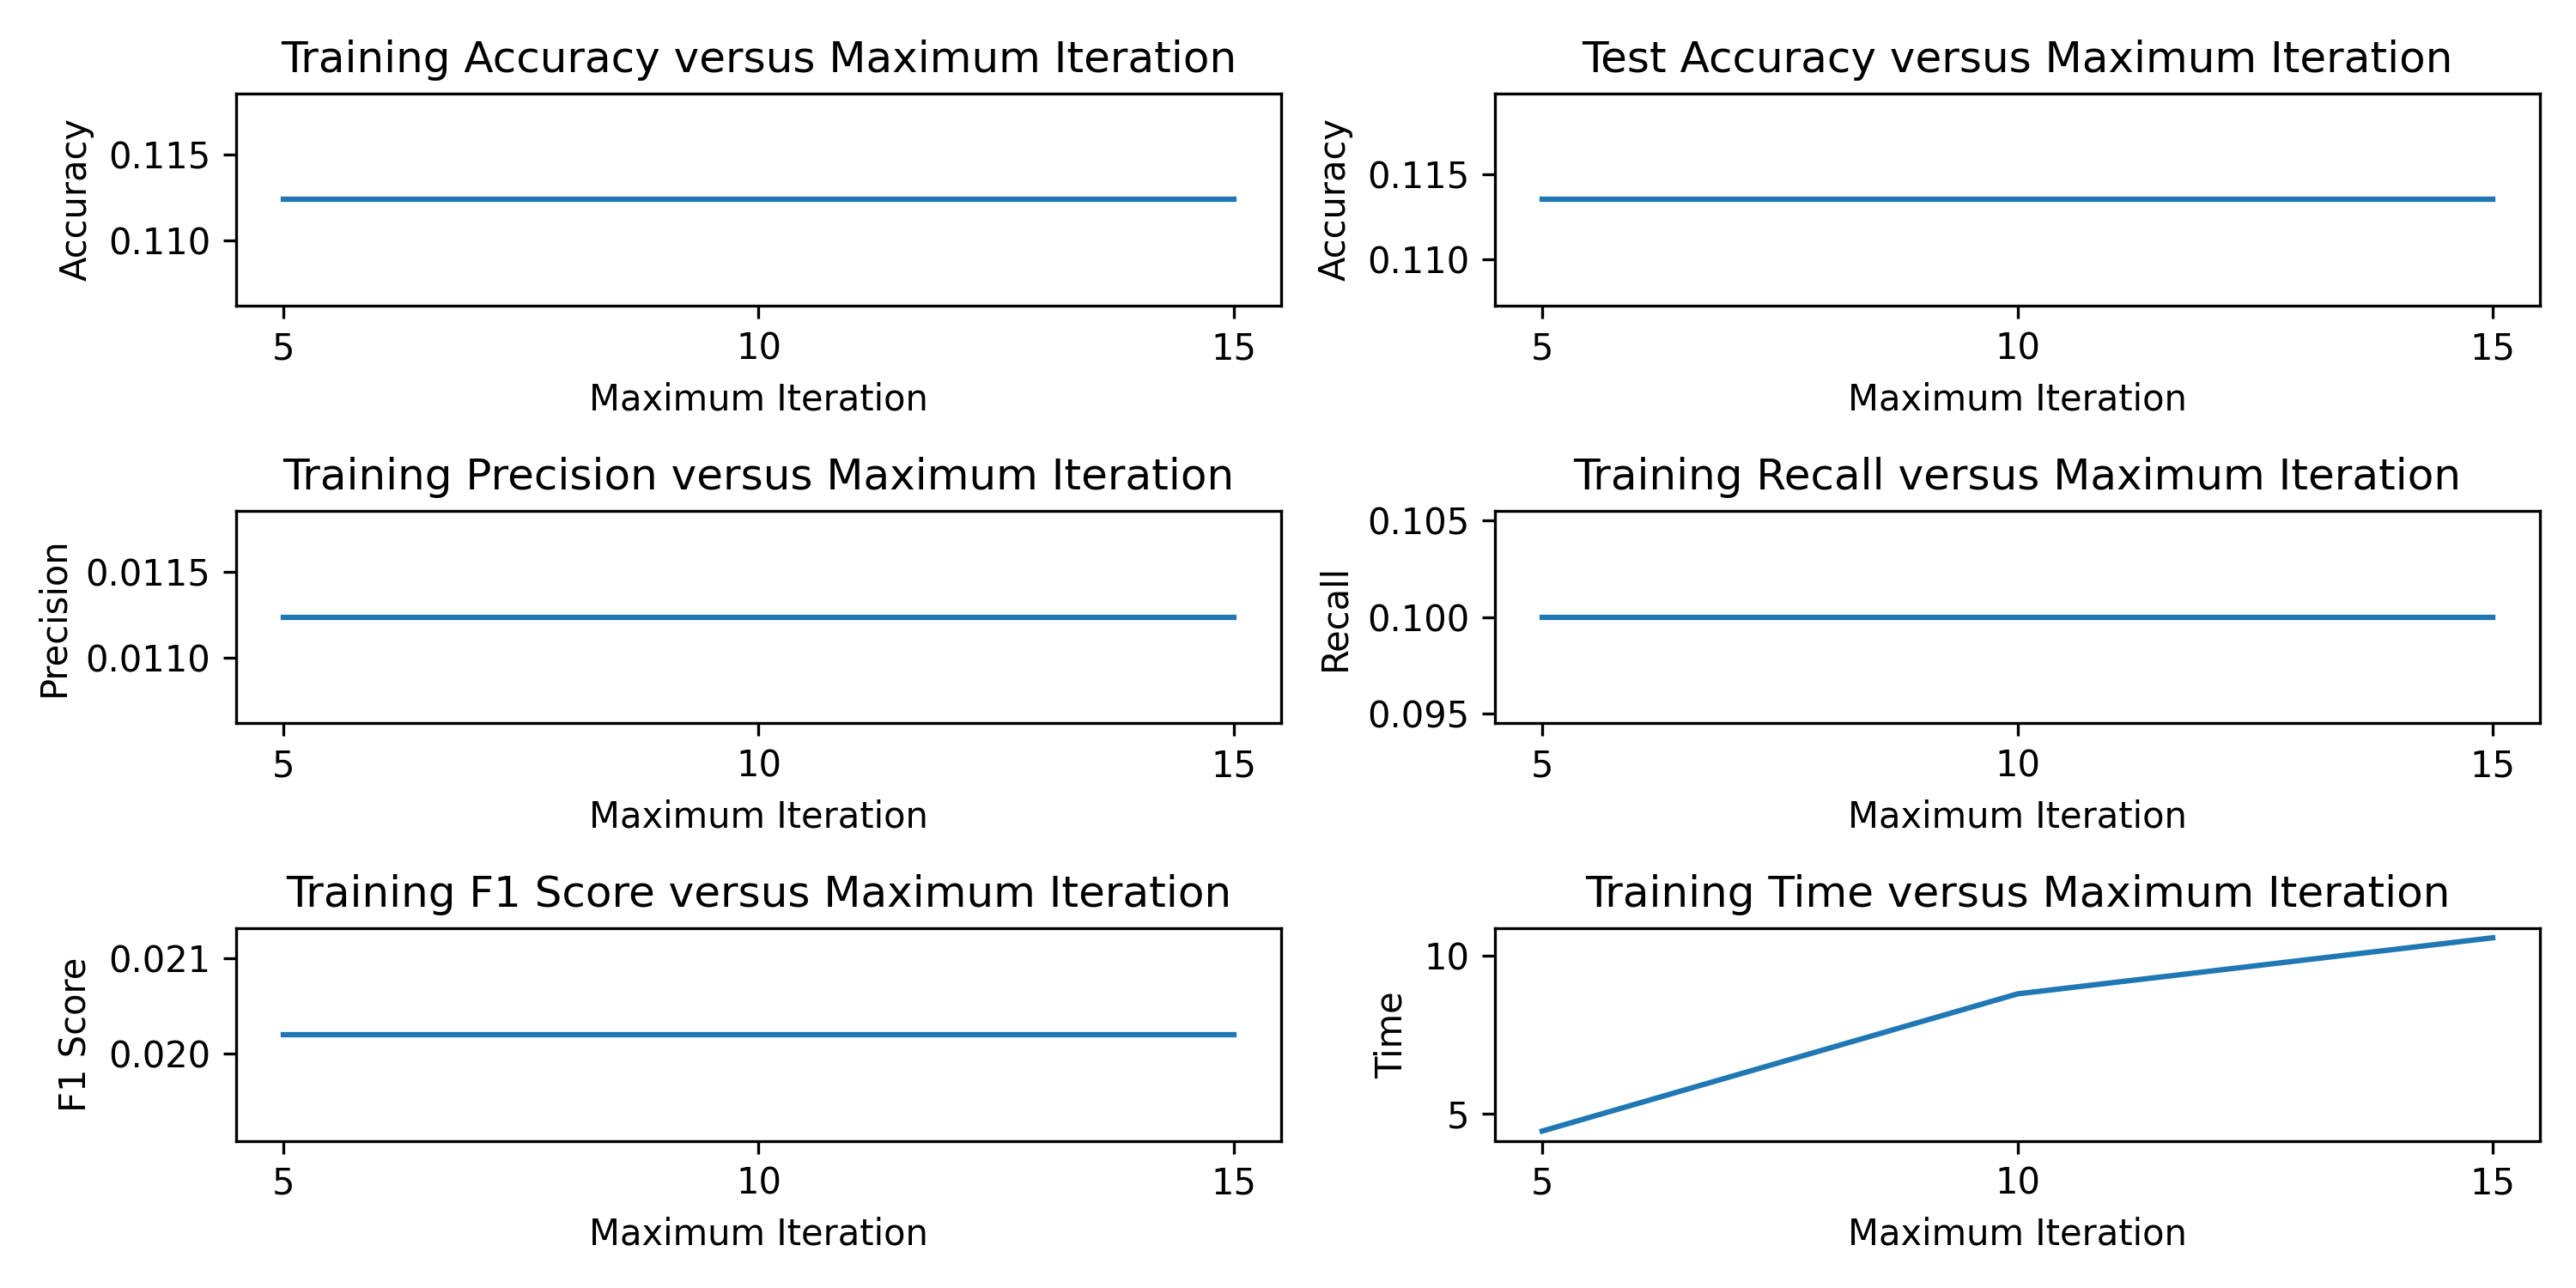 Training Accuracy versus Maximum Iteration
Accuracy
0.115
0.110
5 10 15
Maximum Iteration
Test Accuracy versus Maximum Iteration
Accuracy
0.115
0.110
5 10 15
Maximum Iteration
Training Precision versus Maximum Iteration
Precision
0.0115
0.0110
5 10 15
Maximum Iteration
Training Recall versus Maximum Iteration
Recall
0.105
0.100
0.095
5 10 15
Maximum Iteration
Training F1 Score versus Maximum Iteration
F1 Score
0.021
0.020
5 10 15
Maximum Iteration
Training Time versus Maximum Iteration
Time
10
5
5 10 15
Maximum Iteration